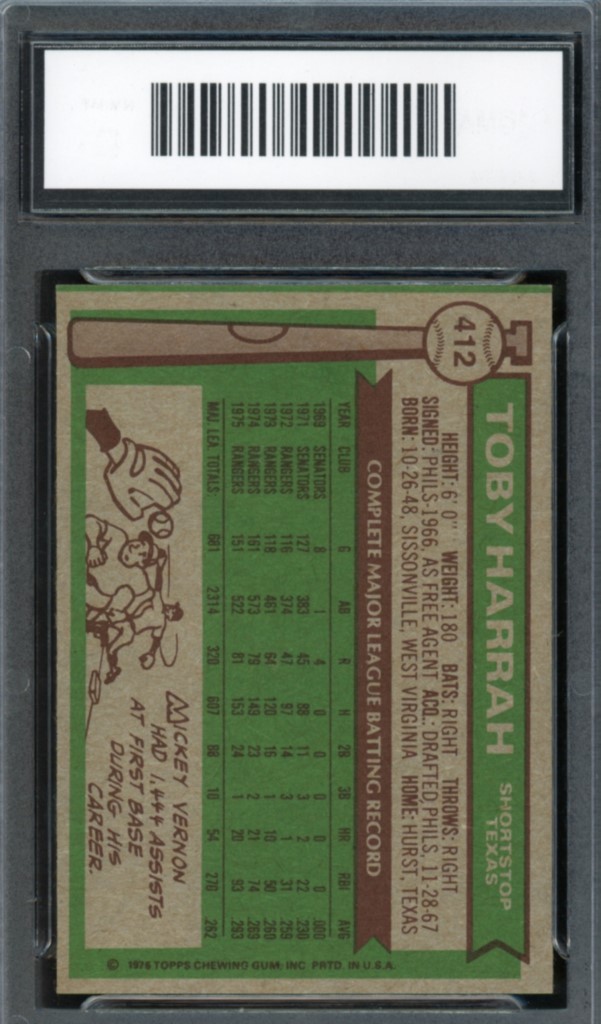 412
TOBY HARRAH
SHORTSTOP
TEXAS
HEIGHT: 6' 0" WEIGHT: 180 BATS: RIGHT THROWS: RIGHT
SIGNED: PHILS-1966, AS FREE AGENT ACQ.: DRAFTED, PHILS, 11-28-67
BORN: 10-26-48, SISSONVILLE, WEST VIRGINIA HOME: HURST, TEXAS
COMPLETE MAJOR LEAGUE BATTING RECORD
YEAR CLUB G AB R H 2B 3B HR RBI AVG
1969 SENATORS 8 1 4 0 0 0 0 0 .000
1971 SENATORS 127 383 45 88 11 3 2 22 230
1972 RANGERS 116 374 47 97 14 3 1 31 259
1973 RANGERS 118 461 64 120 16 1 10 50 260
1974 RANGERS 161 573 79 149 23 2 21 74 269
1975 RANGERS 151 522 81 153 24 1 20 93 293
MAJ. LEA. TOTALS 681 2314 320 607 88 10 54 270 262
MICKEY VERNON
HAD 1,444 ASSISTS
AT FIRST BASE
DURING HIS
CAREER.
© 1976 TOPPS CHEWING GUM, INC. PRTD. IN U.S.A.